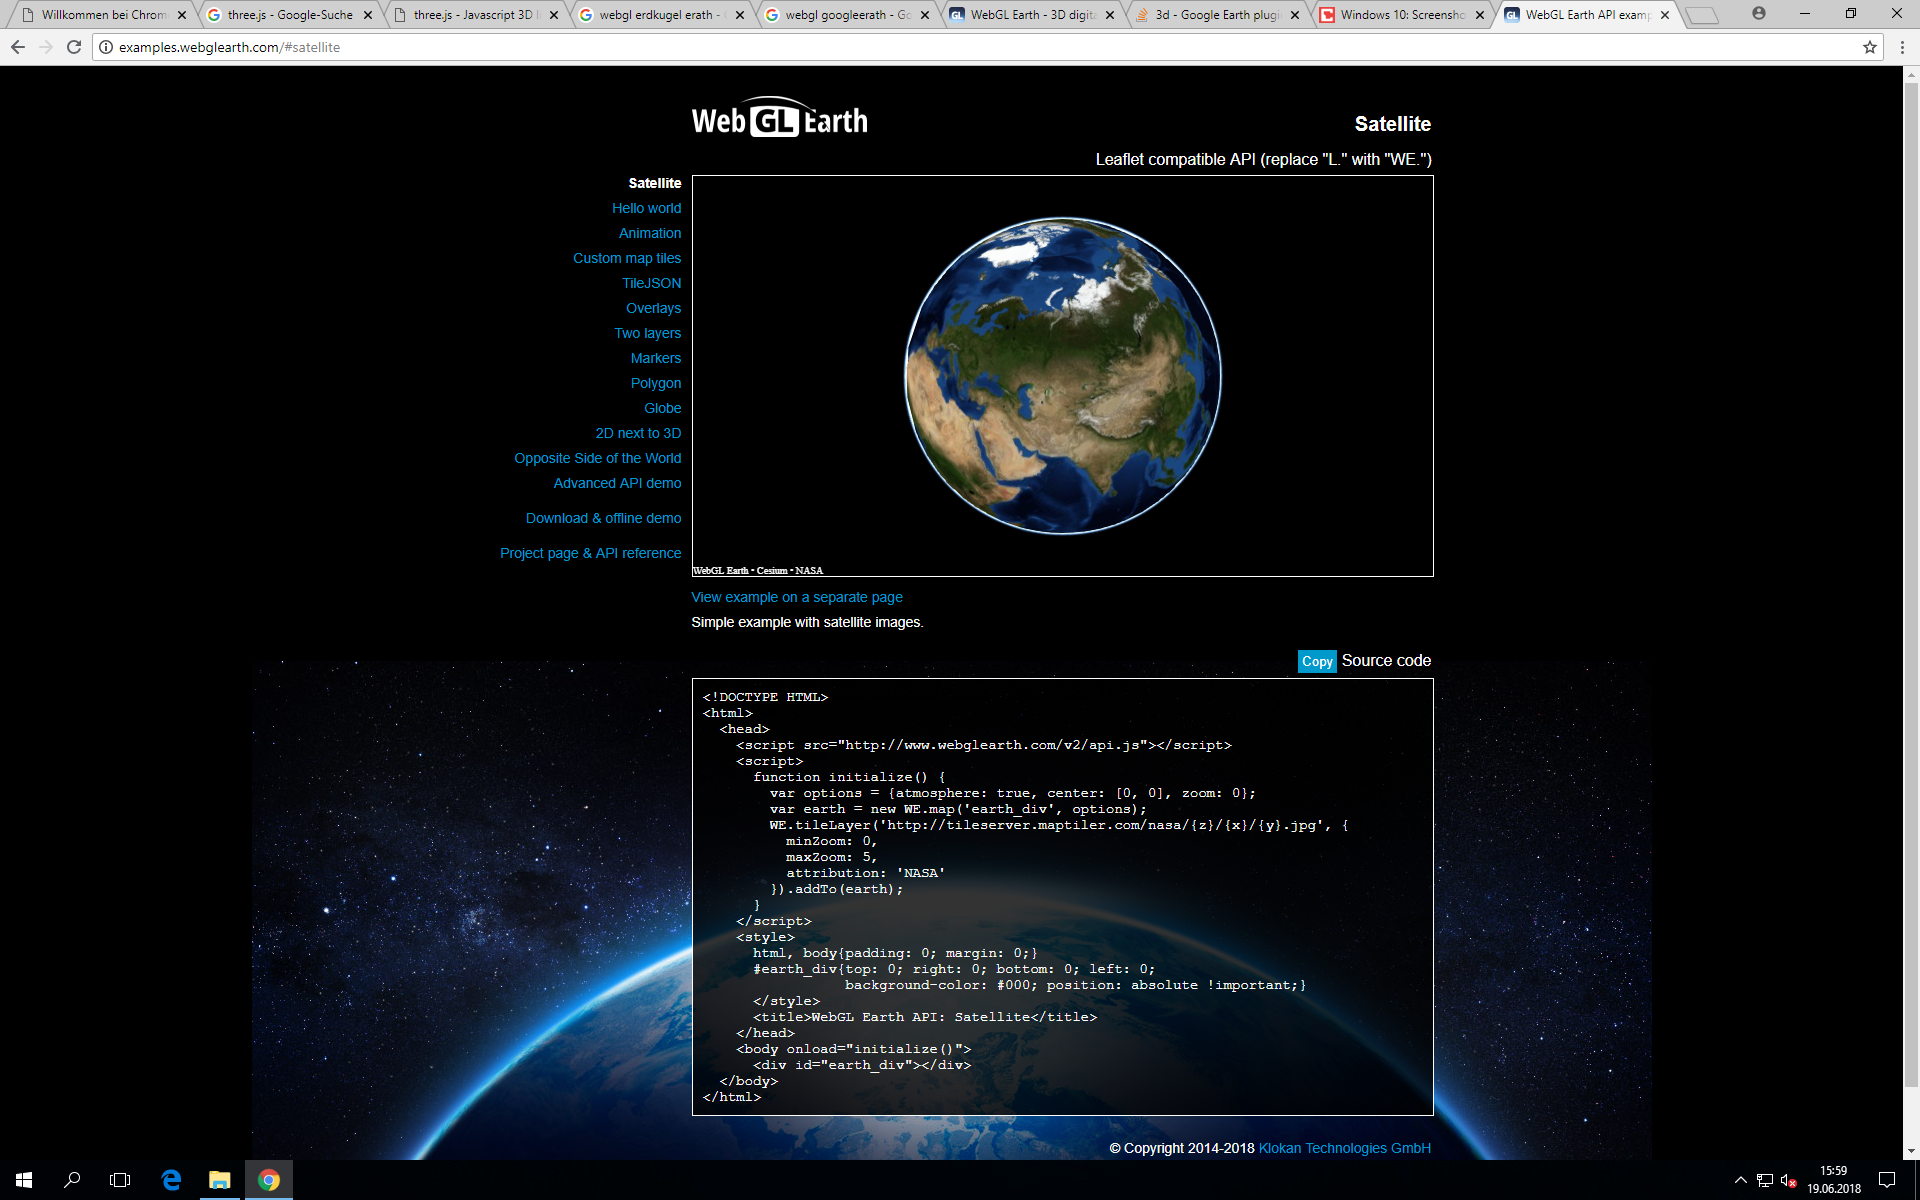 Willkommen bei Chrom
three.js - Google-Suche
three.js - Javascript 3D
webgl erdkugel erath -
webgl googleerath - Go
WebGL Earth - 3D digita
3d - Google Earth plugi
Windows 10: Screensho
WebGL Earth API examp
examples.webglearth.com/#satellite
Web GL Earth
Satellite
Leaflet compatible API (replace "L." with "WE.")
Satellite
Hello world
Animation
Custom map tiles
TileJSON
Overlays
Two layers
Markers
Polygon
Globe
2D next to 3D
Opposite Side of the World
Advanced API demo
Download & offline demo
Project page & API reference
WebGL Earth • Cesium • NASA
View example on a separate page
Simple example with satellite images.
Copy Source code
<!DOCTYPE HTML>
<html>
  <head>
    <script src="http://www.webglearth.com/v2/api.js"></script>
    <script>
      function initialize() {
        var options = {atmosphere: true, center: [0, 0], zoom: 0};
        var earth = new WE.map('earth_div', options);
        WE.tileLayer('http://tileserver.maptiler.com/nasa/{z}/{x}/{y}.jpg', {
          minZoom: 0,
          maxZoom: 5,
          attribution: 'NASA'
        }).addTo(earth);
      }
    </script>
    <style>
      html, body{padding: 0; margin: 0;}
      #earth_div{top: 0; right: 0; bottom: 0; left: 0;
                 background-color: #000; position: absolute !important;}
      </style>
      <title>WebGL Earth API: Satellite</title>
    </head>
    <body onload="initialize()">
      <div id="earth_div"></div>
  </body>
</html>
© Copyright 2014-2018 Klokan Technologies GmbH
15:59
19.06.2018